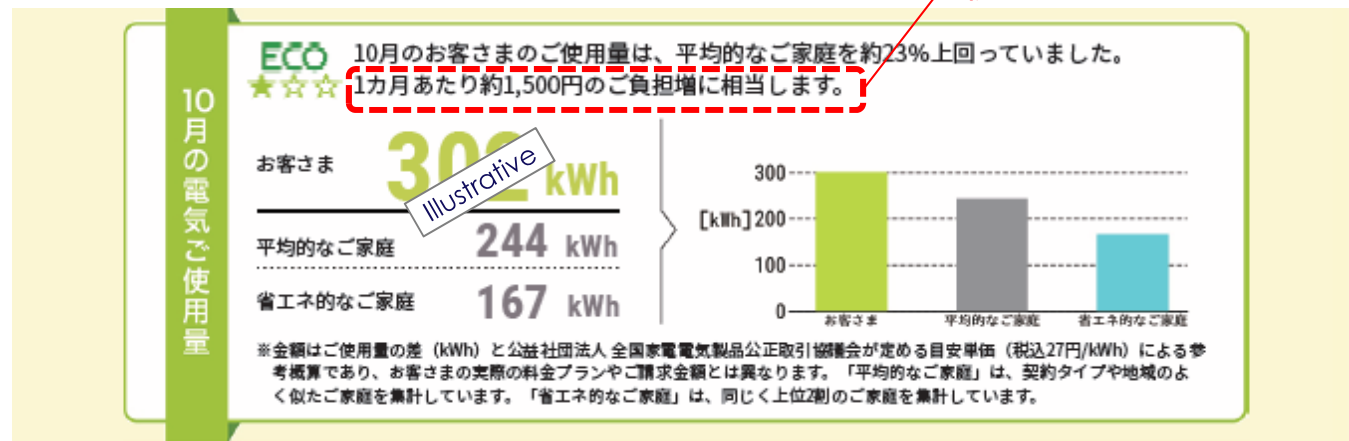 10月の電気ご使用量
ECO
10月のお客さまのご使用量は、平均的なご家庭を約23%上回っていました。
★☆☆ 1カ月あたり約1,500円のご負担増に相当します。
お客さま 302 kWh
Illustrative
平均的なご家庭 244 kWh
省エネ的なご家庭 167 kWh
300
[kWh] 200
100
0
お客さま 平均的なご家庭 省エネ的なご家庭
※金額はご使用量の差（kWh）と公益社団法人 全国家電電気製品公正取引協議会が定める目安単価（税込27円/kWh）による参
考概算であり、お客さまの実際の料金プランやご請求金額とは異なります。「平均的なご家庭」は、契約タイプや地域のよ
く似たご家庭を集計しています。「省エネ的なご家庭」は、同じく上位2割のご家庭を集計しています。